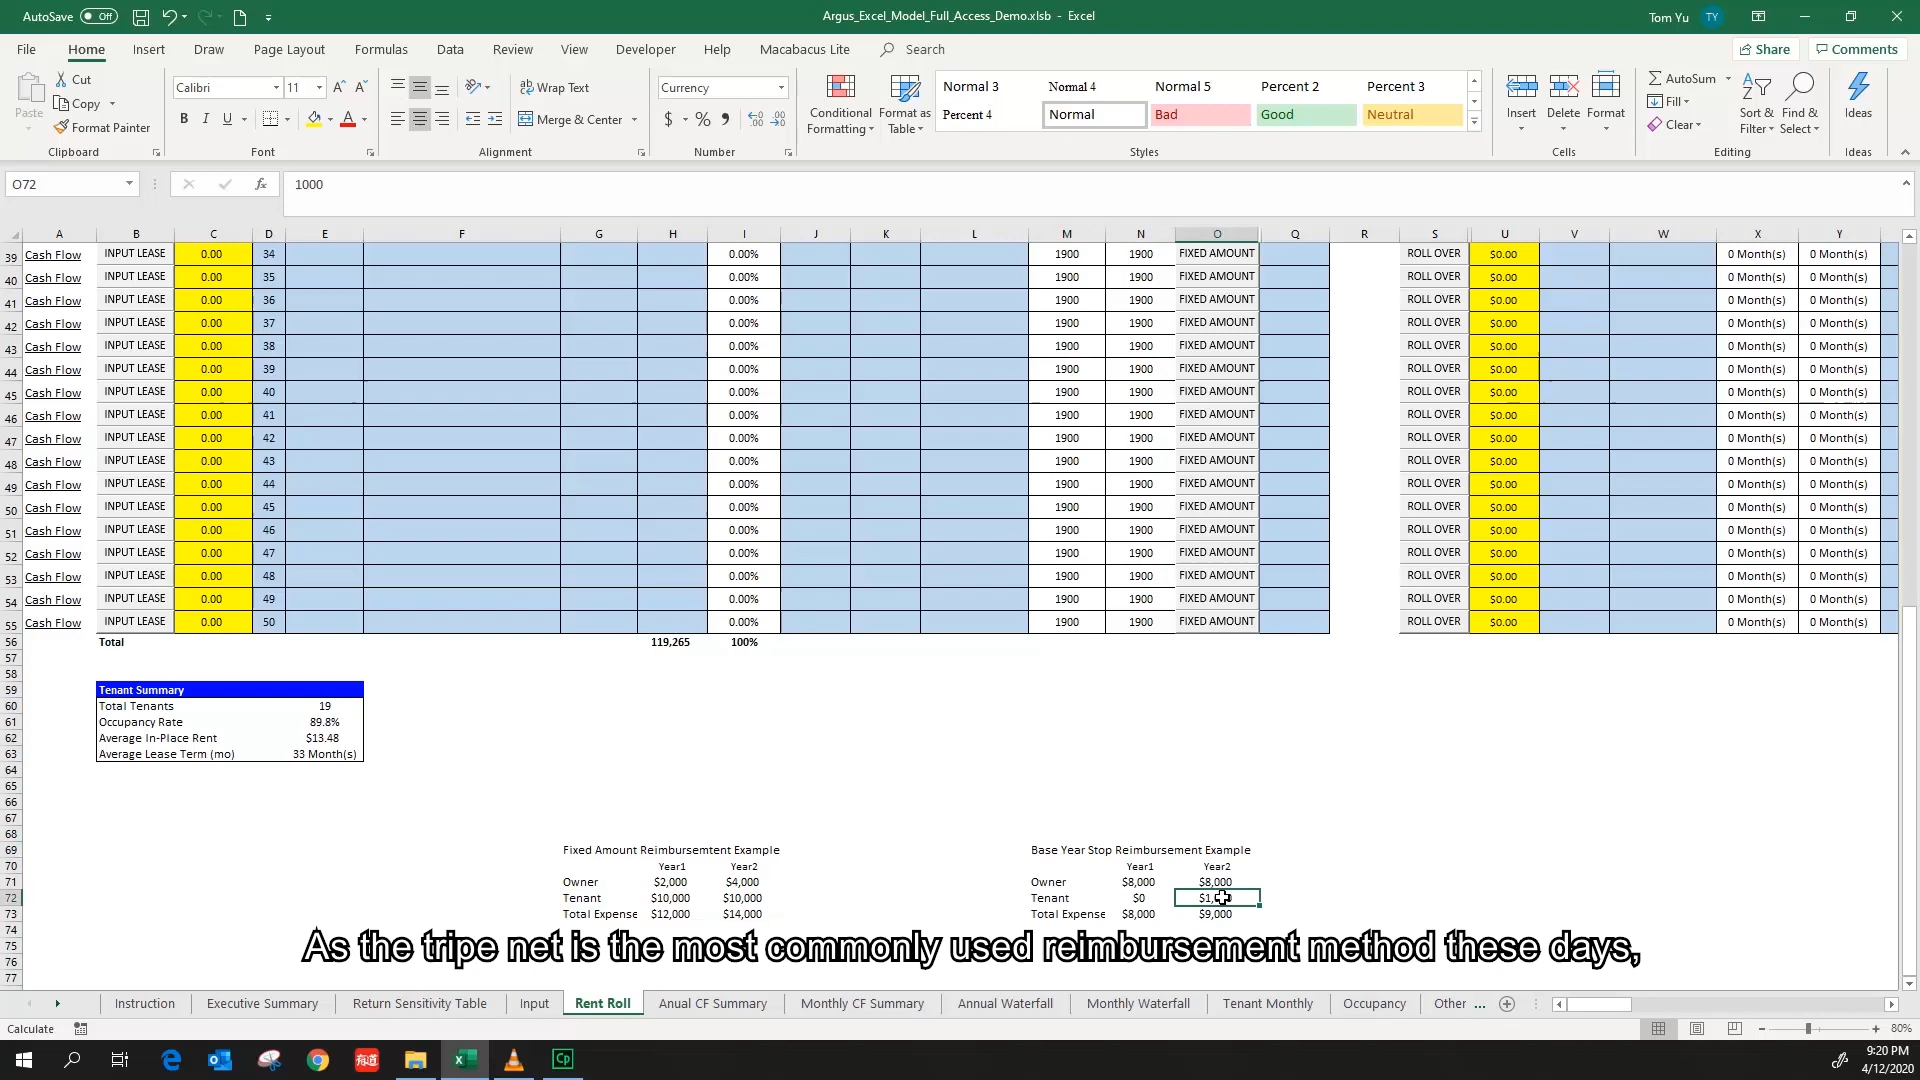 AutoSave Off
Argus_Excel_Model_Full_Access_Demo.xlsb - Excel
Tom Yu TY
File Home Insert Draw Page Layout Formulas Data Review View Developer Help Macabacus Lite Search Share Comments
Paste Cut Copy Format Painter Clipboard
Calibri 11 B I U Font
Wrap Text Merge & Center Alignment
Currency $ % Number
Conditional Formatting Format as Table
Normal 3 Normal 4 Normal 5 Percent 2 Percent 3
Percent 4 Normal Bad Good Neutral
Styles
Insert Delete Format Cells
AutoSum Fill Clear Sort & Filter Find & Select Editing
Ideas Ideas
O72 fx 1000
A B C D E F G H I J K L M N O Q R S U V W X Y
39 Cash Flow INPUT LEASE 0.00 34 0.00% 1900 1900 FIXED AMOUNT ROLL OVER $0.00 0 Month(s) 0 Month(s)
40 Cash Flow INPUT LEASE 0.00 35 0.00% 1900 1900 FIXED AMOUNT ROLL OVER $0.00 0 Month(s) 0 Month(s)
41 Cash Flow INPUT LEASE 0.00 36 0.00% 1900 1900 FIXED AMOUNT ROLL OVER $0.00 0 Month(s) 0 Month(s)
42 Cash Flow INPUT LEASE 0.00 37 0.00% 1900 1900 FIXED AMOUNT ROLL OVER $0.00 0 Month(s) 0 Month(s)
43 Cash Flow INPUT LEASE 0.00 38 0.00% 1900 1900 FIXED AMOUNT ROLL OVER $0.00 0 Month(s) 0 Month(s)
44 Cash Flow INPUT LEASE 0.00 39 0.00% 1900 1900 FIXED AMOUNT ROLL OVER $0.00 0 Month(s) 0 Month(s)
45 Cash Flow INPUT LEASE 0.00 40 0.00% 1900 1900 FIXED AMOUNT ROLL OVER $0.00 0 Month(s) 0 Month(s)
46 Cash Flow INPUT LEASE 0.00 41 0.00% 1900 1900 FIXED AMOUNT ROLL OVER $0.00 0 Month(s) 0 Month(s)
47 Cash Flow INPUT LEASE 0.00 42 0.00% 1900 1900 FIXED AMOUNT ROLL OVER $0.00 0 Month(s) 0 Month(s)
48 Cash Flow INPUT LEASE 0.00 43 0.00% 1900 1900 FIXED AMOUNT ROLL OVER $0.00 0 Month(s) 0 Month(s)
49 Cash Flow INPUT LEASE 0.00 44 0.00% 1900 1900 FIXED AMOUNT ROLL OVER $0.00 0 Month(s) 0 Month(s)
50 Cash Flow INPUT LEASE 0.00 45 0.00% 1900 1900 FIXED AMOUNT ROLL OVER $0.00 0 Month(s) 0 Month(s)
51 Cash Flow INPUT LEASE 0.00 46 0.00% 1900 1900 FIXED AMOUNT ROLL OVER $0.00 0 Month(s) 0 Month(s)
52 Cash Flow INPUT LEASE 0.00 47 0.00% 1900 1900 FIXED AMOUNT ROLL OVER $0.00 0 Month(s) 0 Month(s)
53 Cash Flow INPUT LEASE 0.00 48 0.00% 1900 1900 FIXED AMOUNT ROLL OVER $0.00 0 Month(s) 0 Month(s)
54 Cash Flow INPUT LEASE 0.00 49 0.00% 1900 1900 FIXED AMOUNT ROLL OVER $0.00 0 Month(s) 0 Month(s)
55 Cash Flow INPUT LEASE 0.00 50 0.00% 1900 1900 FIXED AMOUNT ROLL OVER $0.00 0 Month(s) 0 Month(s)
56 Total 119,265 100%
57
58
59 Tenant Summary
60 Total Tenants 19
61 Occupancy Rate 89.8%
62 Average In-Place Rent $13.48
63 Average Lease Term (mo) 33 Month(s)
64
65
66
67
68
69 Fixed Amount Reimbursemtent Example Base Year Stop Reimbursement Example
70 Year1 Year2 Year1 Year2
71 Owner $2,000 $4,000 Owner $8,000 $8,000
72 Tenant $10,000 $10,000 Tenant $0
73 Total Expense $12,000 $14,000 Total Expense $8,000 $9,000
74
75
76
77
As the tripe net is the most commonly used reimbursement method these days,
Instruction Executive Summary Return Sensitivity Table Input Rent Roll Anual CF Summary Monthly CF Summary Annual Waterfall Monthly Waterfall Tenant Monthly Occupancy Other ...
Calculate 80%
有道
Cp
9:20 PM
4/12/2020